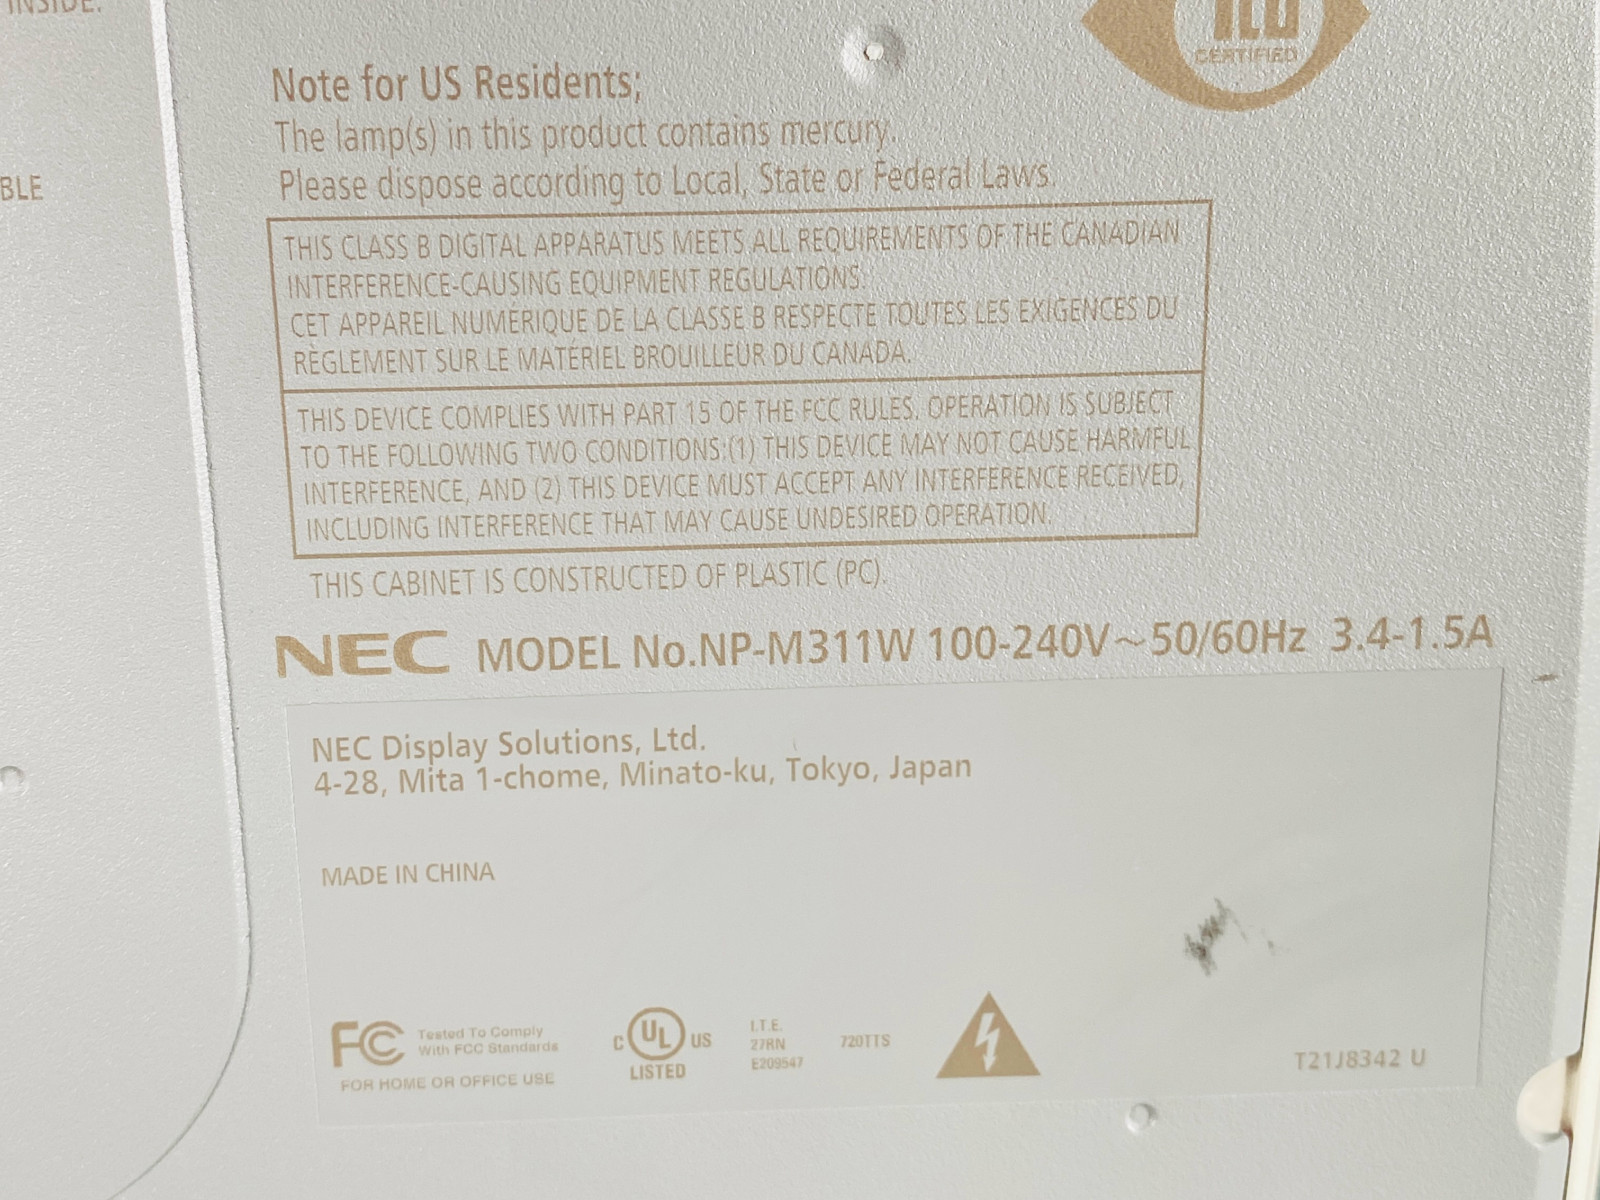 INSIDE.
BLE
CERTIFIED
Note for US Residents;
The lamp(s) in this product contains mercury.
Please dispose according to Local, State or Federal Laws.
THIS CLASS B DIGITAL APPARATUS MEETS ALL REQUIREMENTS OF THE CANADIAN
INTERFERENCE-CAUSING EQUIPMENT REGULATIONS.
CET APPAREIL NUMÉRIQUE DE LA CLASSE B RESPECTE TOUTES LES EXIGENCES DU
RÈGLEMENT SUR LE MATÉRIEL BROUILLEUR DU CANADA.
THIS DEVICE COMPLIES WITH PART 15 OF THE FCC RULES. OPERATION IS SUBJECT
TO THE FOLLOWING TWO CONDITIONS:(1) THIS DEVICE MAY NOT CAUSE HARMFUL
INTERFERENCE, AND (2) THIS DEVICE MUST ACCEPT ANY INTERFERENCE RECEIVED,
INCLUDING INTERFERENCE THAT MAY CAUSE UNDESIRED OPERATION.
THIS CABINET IS CONSTRUCTED OF PLASTIC (PC).
NEC MODEL No.NP-M311W 100-240V~50/60Hz 3.4-1.5A
NEC Display Solutions, Ltd.
4-28, Mita 1-chome, Minato-ku, Tokyo, Japan
MADE IN CHINA
FC Tested To Comply
With FCC Standards
FOR HOME OR OFFICE USE
C UL US
LISTED
I.T.E.
27RN
E209547
720TTS
T21J8342 U